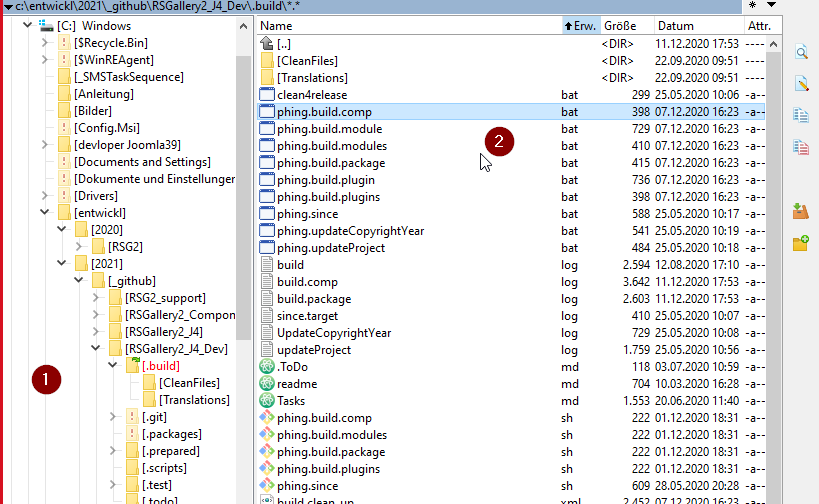 c:\entwickl\2021\_github\RSGallery2_J4_Dev\.build\*.*
*
[C:] Windows
[$Recycle.Bin]
[$WinREAgent]
[_SMSTaskSequence]
[Anleitung]
[Bilder]
[Config.Msi]
[devloper Joomla39]
[Documents and Settings]
[Dokumente und Einstellungen
[Drivers]
[entwickl]
[2020]
[RSG2]
[2021]
[_github]
[RSG2_support]
[RSGallery2_Compon
[RSGallery2_J4]
[RSGallery2_J4_Dev]
1
[.build]
[CleanFiles]
[Translations]
[.git]
[.packages]
[.prepared]
[.scripts]
[.test]
[.todo]
Name Erw. Größe Datum Attr.
[..] <DIR> 11.12.2020 17:53 ----
[CleanFiles] <DIR> 22.09.2020 09:51 ----
[Translations] <DIR> 22.09.2020 09:51 ----
clean4release bat 299 25.05.2020 10:06 -a--
phing.build.comp bat 398 07.12.2020 16:23 -a--
phing.build.module bat 729 07.12.2020 16:23 -a--
2
phing.build.modules bat 410 07.12.2020 16:23 -a--
phing.build.package bat 415 07.12.2020 16:23 -a--
phing.build.plugin bat 736 07.12.2020 16:23 -a--
phing.build.plugins bat 398 07.12.2020 16:23 -a--
phing.since bat 588 25.05.2020 10:17 -a--
phing.updateCopyrightYear bat 541 25.05.2020 10:19 -a--
phing.updateProject bat 484 25.05.2020 10:18 -a--
build log 2.594 12.08.2020 17:10 -a--
build.comp log 3.642 11.12.2020 17:53 -a--
build.package log 2.603 11.12.2020 17:53 -a--
since.target log 410 25.05.2020 10:07 -a--
UpdateCopyrightYear log 729 25.05.2020 10:08 -a--
updateProject log 1.759 25.05.2020 10:56 -a--
.ToDo md 118 03.07.2020 10:59 -a--
readme md 704 10.03.2020 16:28 -a--
Tasks md 1.553 20.06.2020 11:40 -a--
phing.build.comp sh 222 01.12.2020 18:31 -a--
phing.build.modules sh 222 01.12.2020 18:31 -a--
phing.build.package sh 222 01.12.2020 18:31 -a--
phing.build.plugins sh 222 01.12.2020 18:31 -a--
phing.since sh 609 28.05.2020 20:28 -a--
build.clean_up xml 2.452 07.12.2020 16:23 -a--